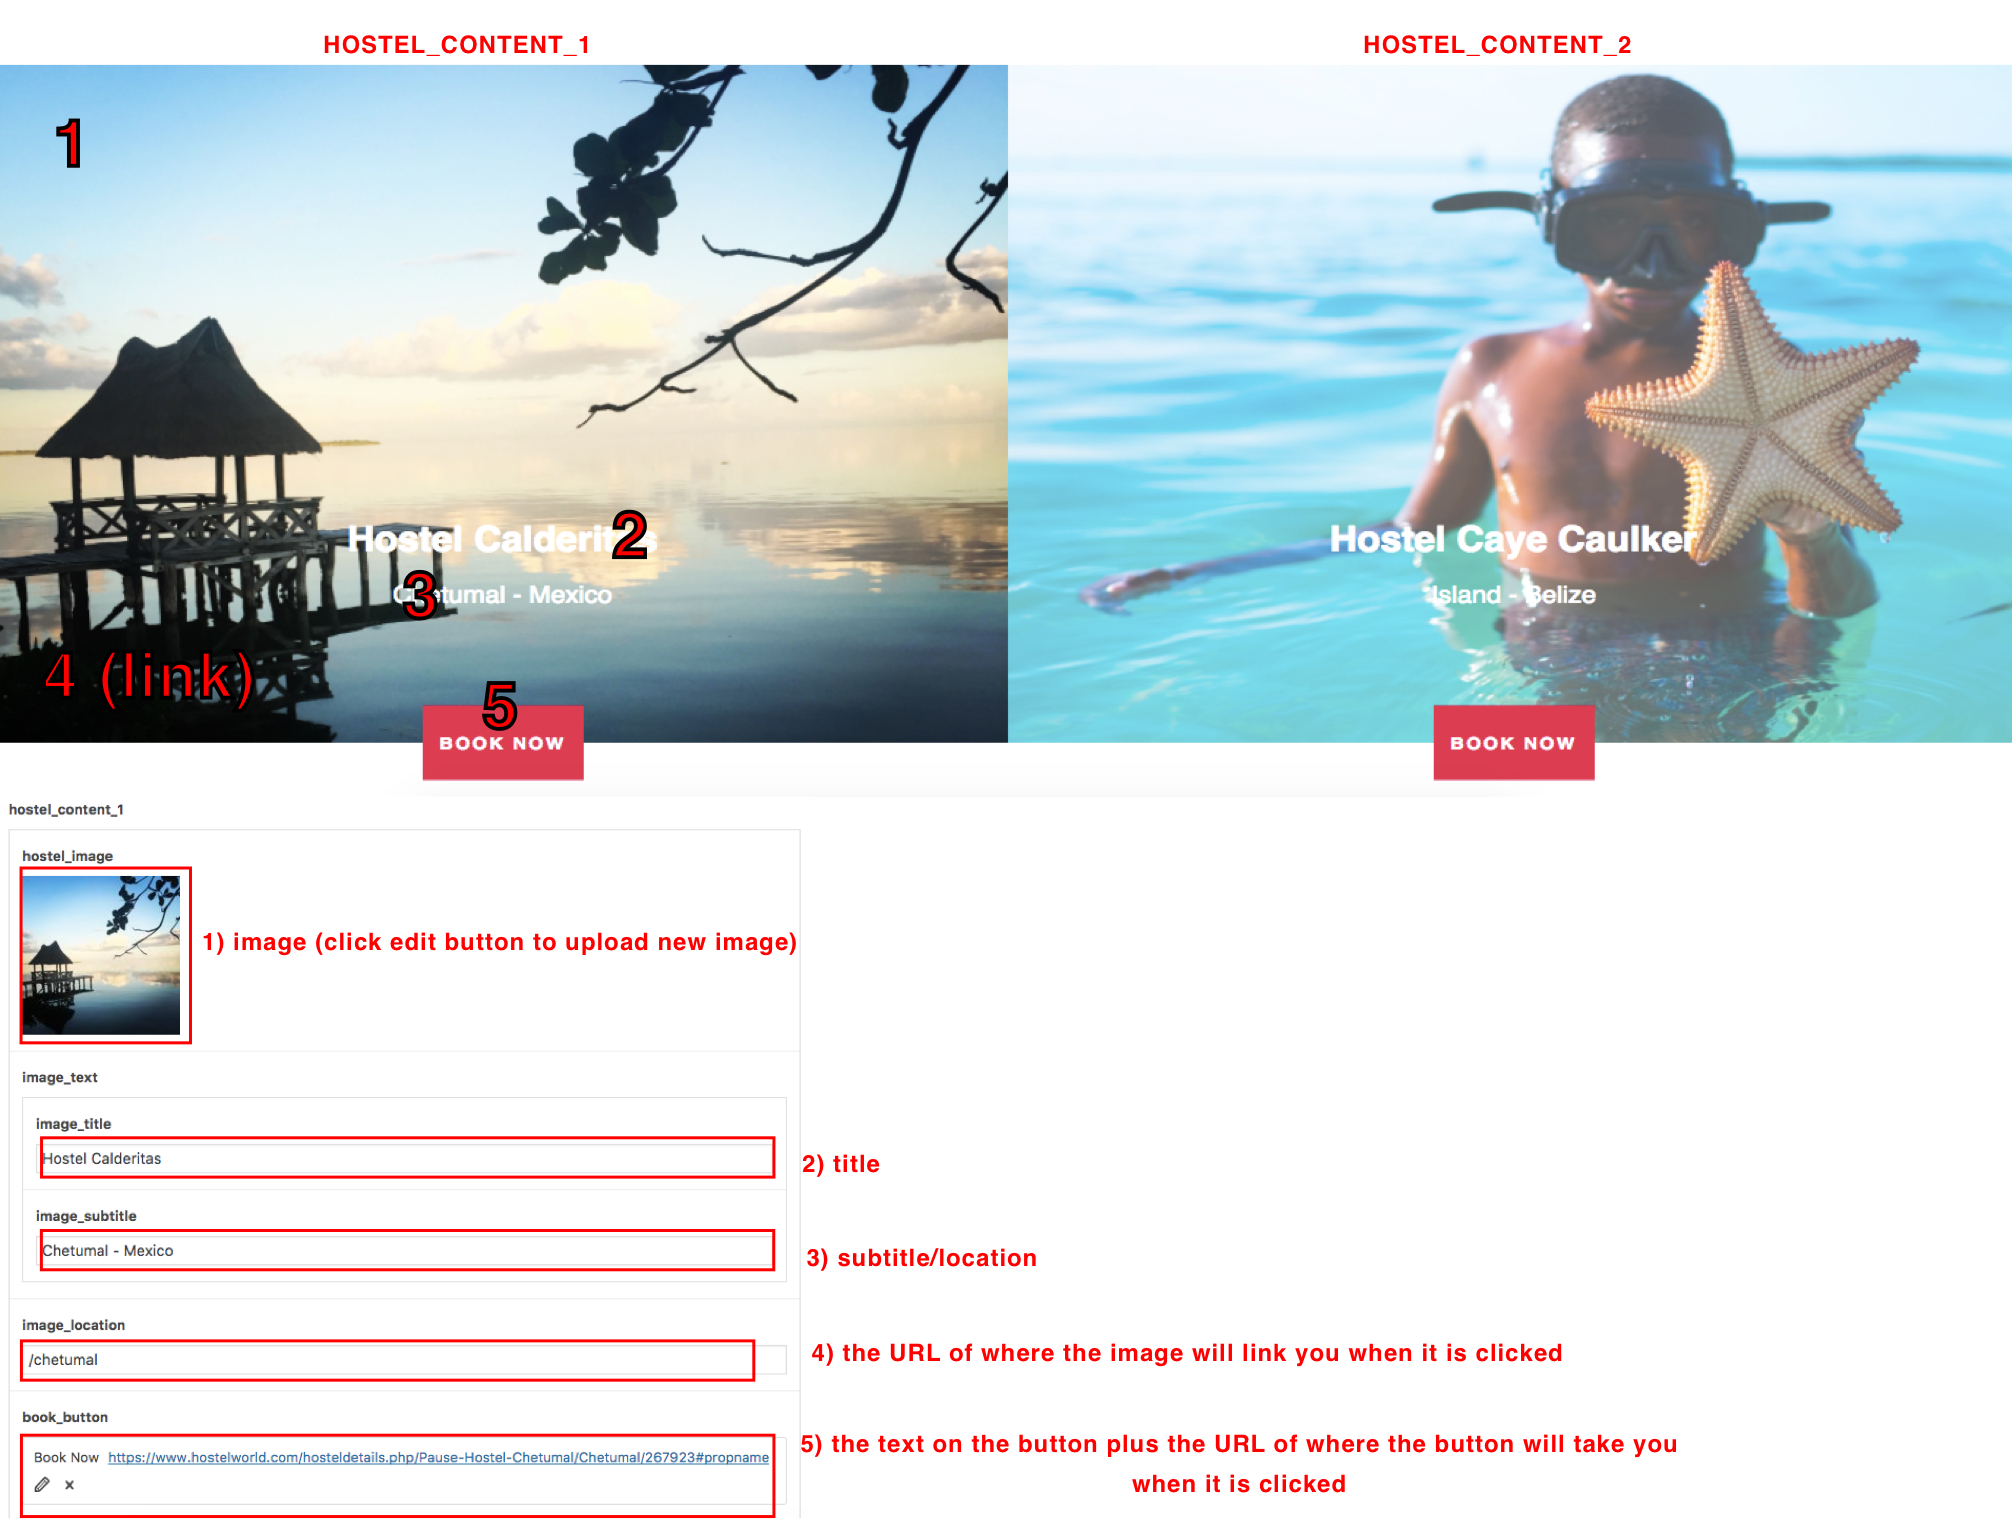 HOSTEL_CONTENT_1
HOSTEL_CONTENT_2
1
Hostel Calderitas
2
3
Chetumal - Mexico
4 (link)
5
BOOK NOW
Hostel Caye Caulker
Island - Belize
BOOK NOW
hostel_content_1
hostel_image
1) image (click edit button to upload new image)
image_text
image_title
Hostel Calderitas
2) title
image_subtitle
Chetumal - Mexico
3) subtitle/location
image_location
/chetumal
4) the URL of where the image will link you when it is clicked
book_button
Book Now https://www.hostelworld.com/hosteldetails.php/Pause-Hostel-Chetumal/Chetumal/267923#propname
5) the text on the button plus the URL of where the button will take you
when it is clicked